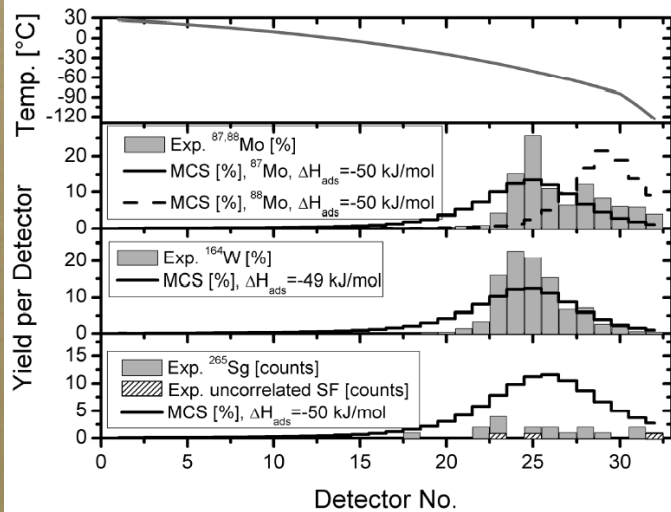 Temp. [°C]
30
0
-30
-60
-90
-120
Yield per Detector
20
10
0
Exp. ⁸⁷,⁸⁸Mo [%]
MCS [%], ⁸⁷Mo, ΔHads=-50 kJ/mol
MCS [%], ⁸⁸Mo, ΔHads=-50 kJ/mol
20
10
0
Exp. ¹⁶⁴W [%]
MCS [%], ΔHads=-49 kJ/mol
15
10
5
0
Exp. ²⁶⁵Sg [counts]
Exp. uncorrelated SF [counts]
MCS [%], ΔHads=-50 kJ/mol
0 5 10 15 20 25 30
Detector No.